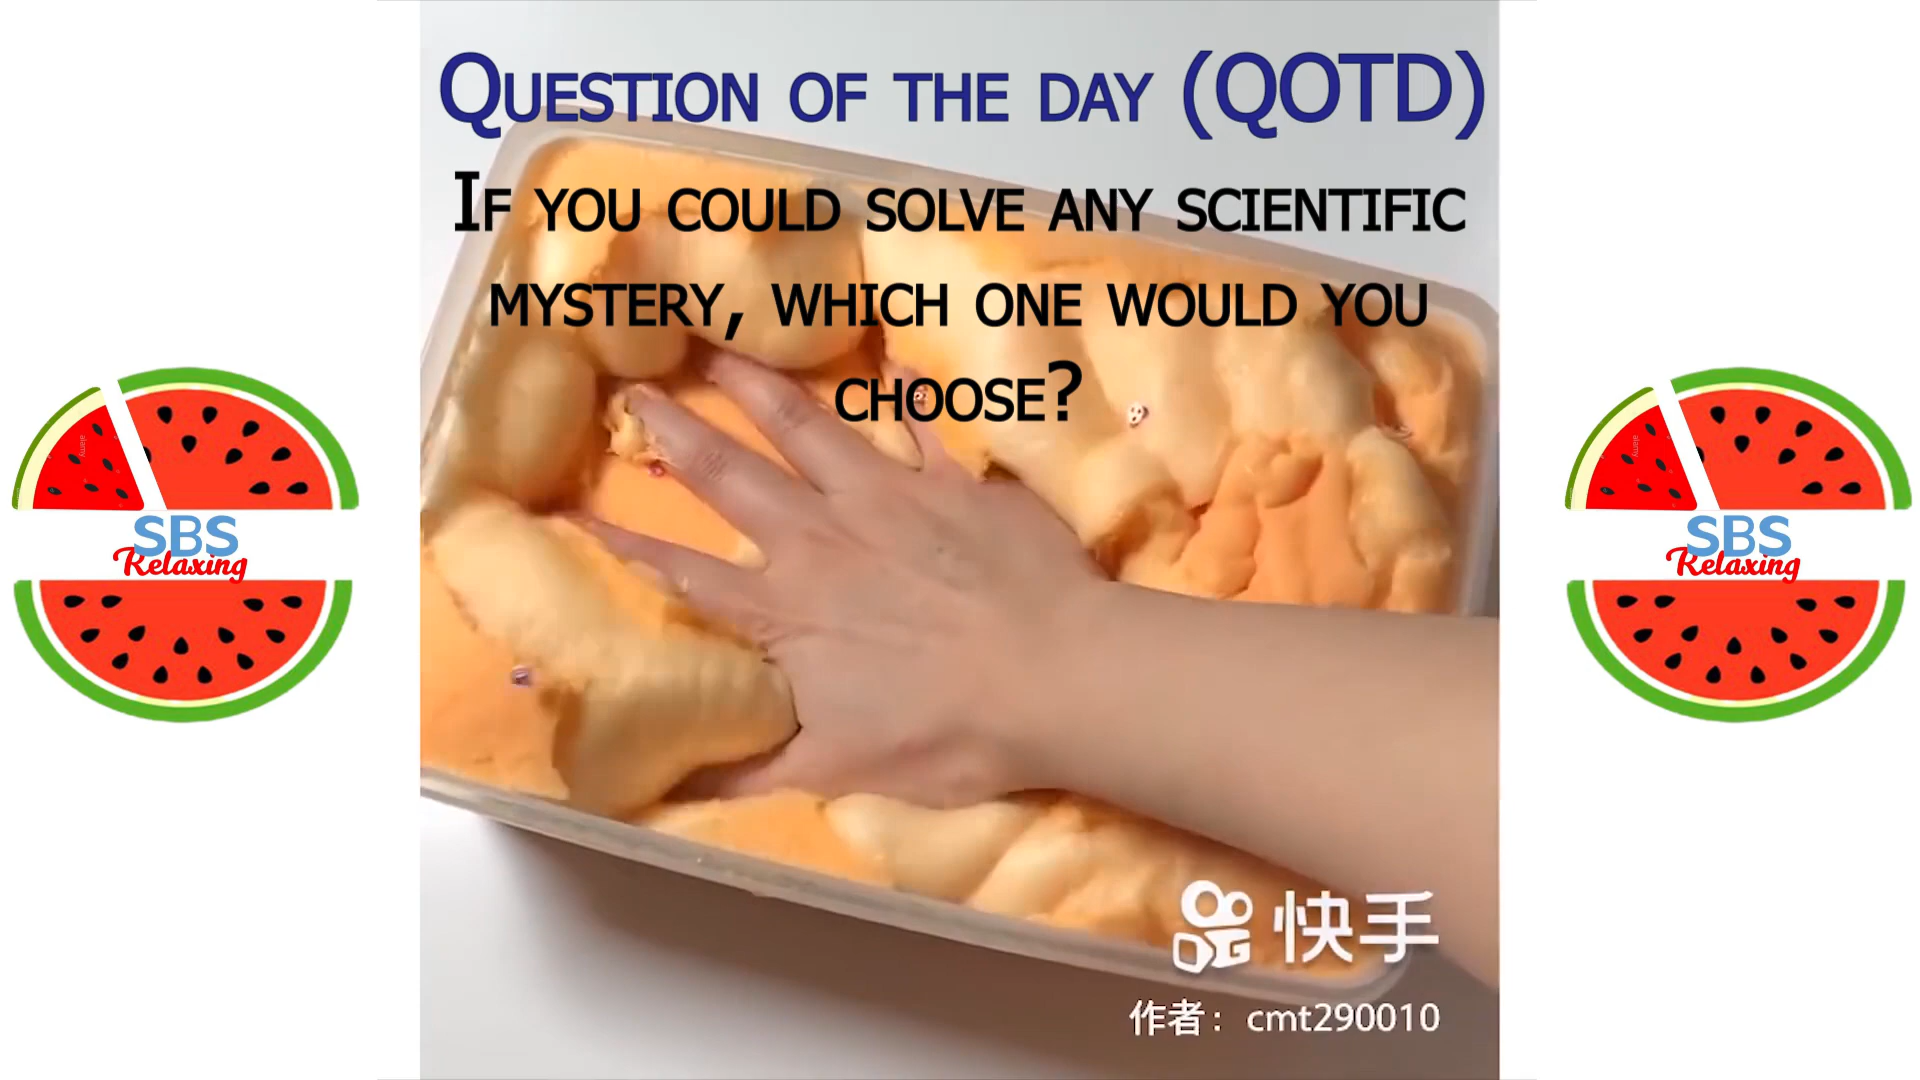 Question of the day (QOTD)
If you could solve any scientific
mystery, which one would you
choose?
SBS
Relaxing
SBS
Relaxing
快手
作者：cmt290010